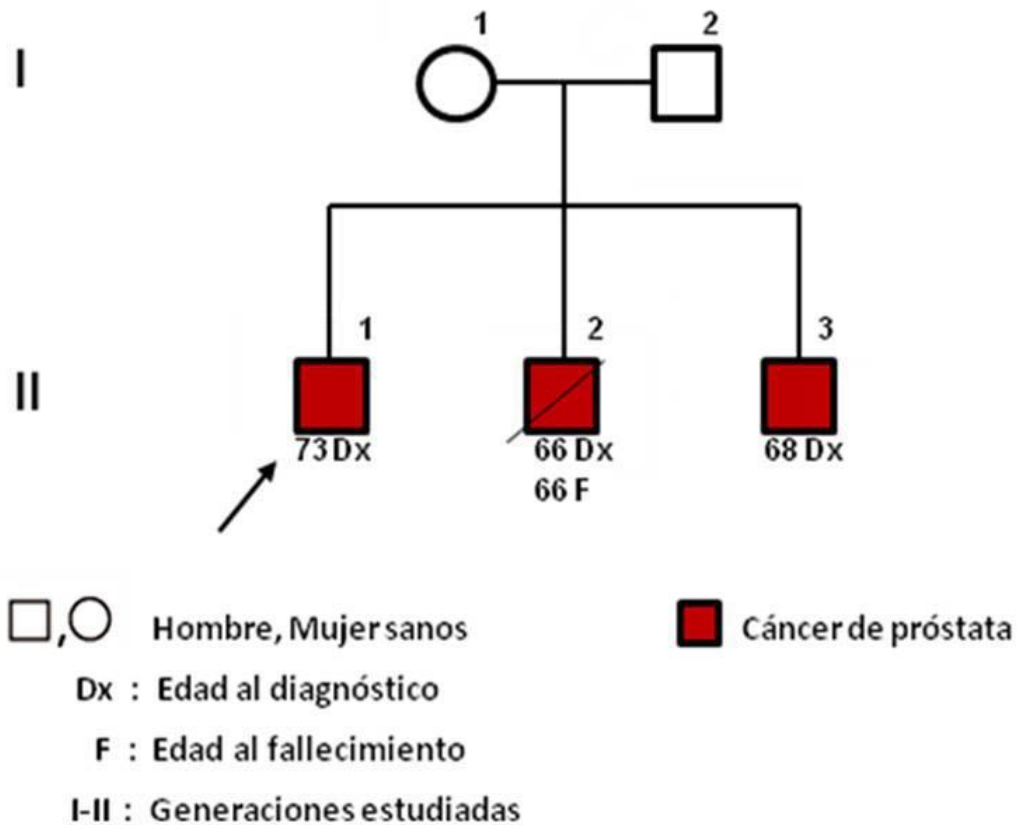 1 2
I
1 2 3
II
73 Dx 66 Dx 68 Dx
66 F
Hombre, Mujer sanos Cáncer de próstata
Dx : Edad al diagnóstico
F : Edad al fallecimiento
I-II : Generaciones estudiadas